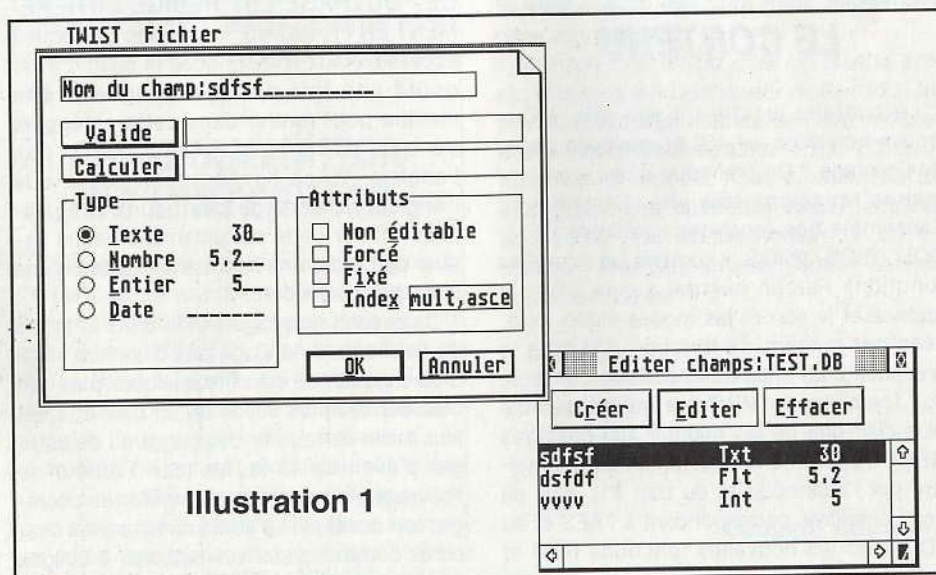 TWIST Fichier
Nom du champ:sdfsf_________
Valide
Calculer
Type
Texte 30_
Nombre 5.2__
Entier 5__
Date ________
Attributs
Non éditable
Forcé
Fixé
Index mult,asce
OK Annuler
Editer champs:TEST.DB
Créer Editer Effacer
sdfsf Txt 30
dsfdf Flt 5.2
vvvv Int 5
Illustration 1